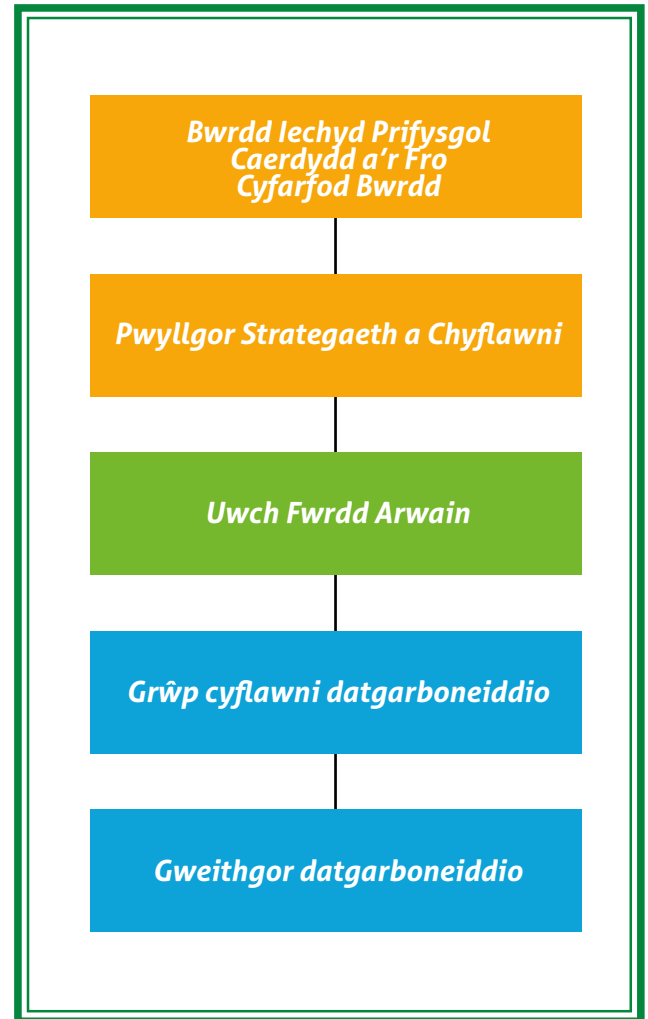 Bwrdd Iechyd Prifysgol
Caerdydd a’r Fro
Cyfarfod Bwrdd
Pwyllgor Strategaeth a Chyflawni
Uwch Fwrdd Arwain
Grŵp cyflawni datgarboneiddio
Gweithgor datgarboneiddio